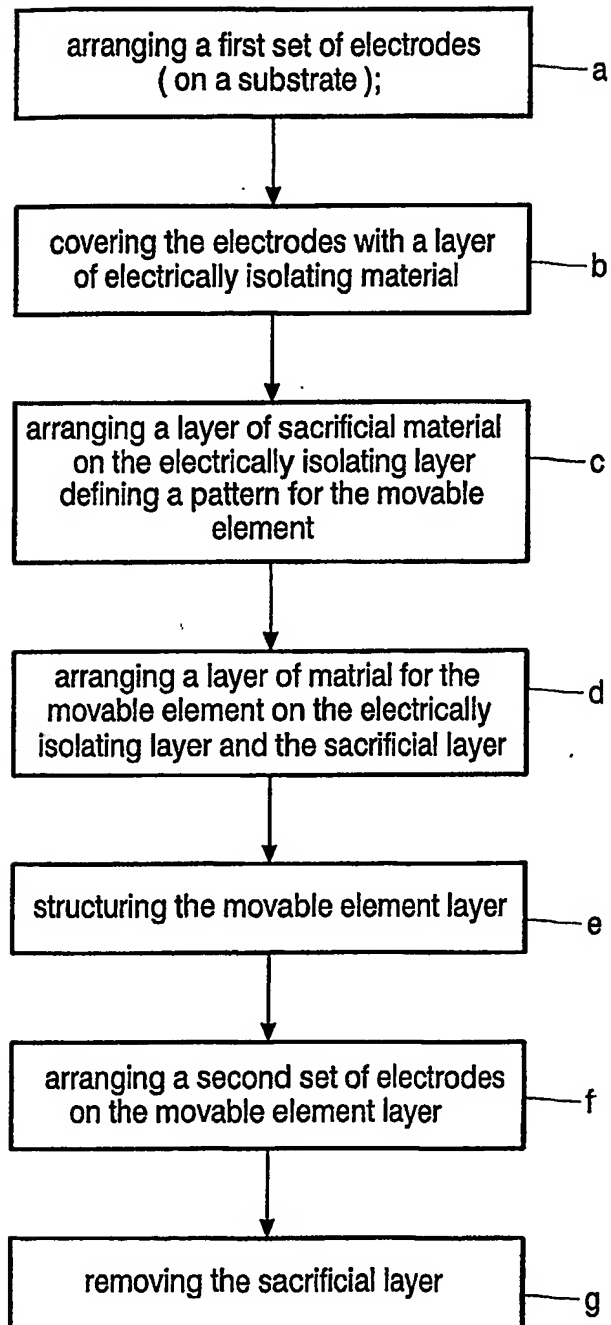 arranging a first set of electrodes
( on a substrate );
a
covering the electrodes with a layer
of electrically isolating material
b
arranging a layer of sacrificial material
on the electrically isolating layer
defining a pattern for the movable
element
c
arranging a layer of matrial for the
movable element on the electrically
isolating layer and the sacrificial layer
d
structuring the movable element layer
e
arranging a second set of electrodes
on the movable element layer
f
removing the sacrificial layer
g